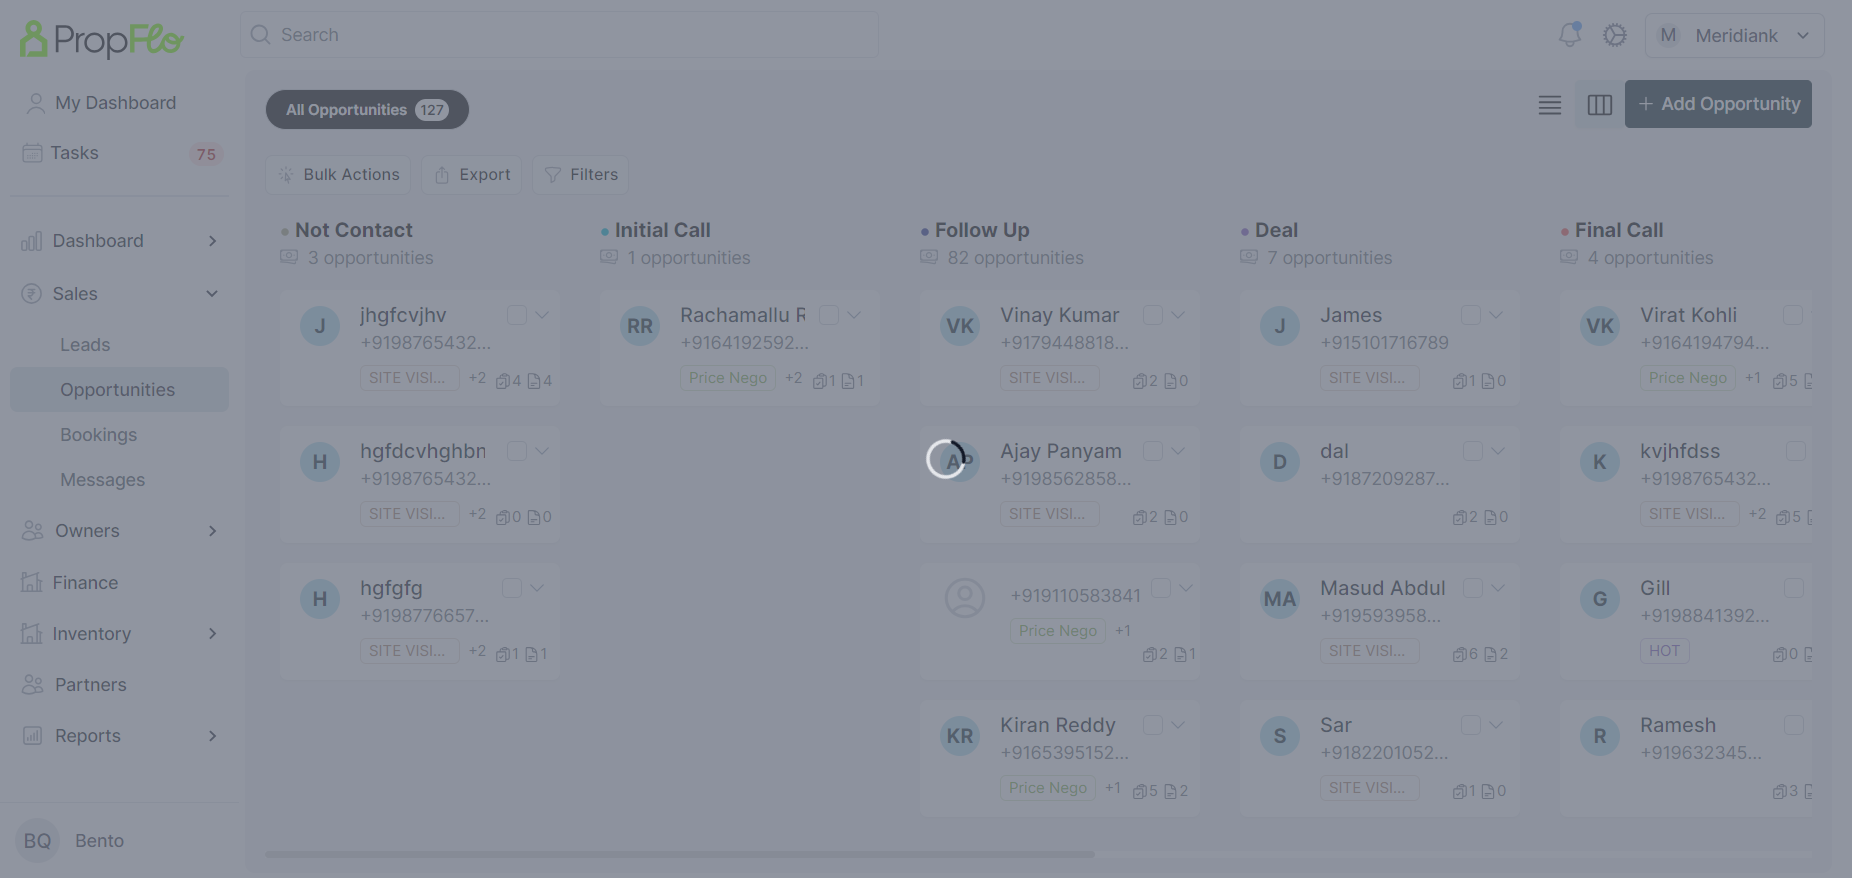 PropFlo
Search
M Meridiank
My Dashboard
Tasks 75
Dashboard
Sales
Leads
Opportunities
Bookings
Messages
Owners
Finance
Inventory
Partners
Reports
BQ Bento
All Opportunities 127
+ Add Opportunity
Bulk Actions
Export
Filters
Not Contact
3 opportunities
J
jhgfcvjhv
+9198765432...
SITE VISI... +2 4 4
H
hgfdcvhghbn
+9198765432...
SITE VISI... +2 0 0
H
hgfgfg
+9198776657...
SITE VISI... +2 1 1
Initial Call
1 opportunities
RR
Rachamallu R
+9164192592...
Price Nego +2 1 1
Follow Up
82 opportunities
VK
Vinay Kumar
+9179448818...
SITE VISI... 2 0
AP
Ajay Panyam
+9198562858...
SITE VISI... 2 0
+919110583841
Price Nego +1
2 1
KR
Kiran Reddy
+9165395152...
Price Nego +1 5 2
Deal
7 opportunities
J
James
+915101716789
SITE VISI... 1 0
D
dal
+9187209287...
2 0
MA
Masud Abdul
+919593958...
SITE VISI... 6 2
S
Sar
+9182201052...
SITE VISI... 1 0
Final Call
4 opportunities
VK
Virat Kohli
+9164194794...
Price Nego +1 5
K
kvjhfdss
+9198765432...
SITE VISI... +2 5
G
Gill
+9198841392...
HOT 0
R
Ramesh
+919632345...
3